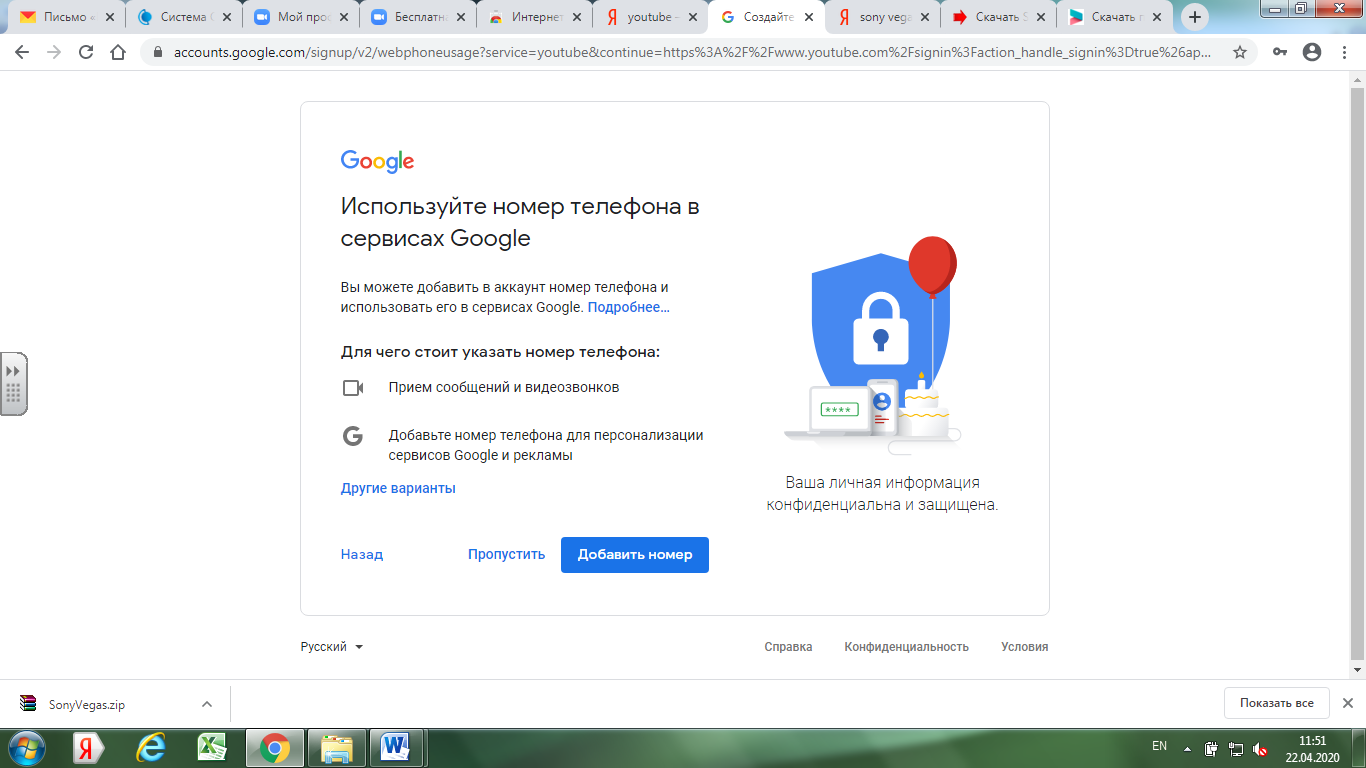 Письмо «
Система С
Мой прос
Бесплатн
Интернет
youtube –
Создайте
sony vega
Скачать S
Скачать п
accounts.google.com/signup/v2/webphoneusage?service=youtube&continue=https%3A%2F%2Fwww.youtube.com%2Fsignin%3Faction_handle_signin%3Dtrue%26ap...
Google
Используйте номер телефона в
сервисах Google
Вы можете добавить в аккаунт номер телефона и
использовать его в сервисах Google. Подробнее…
Для чего стоит указать номер телефона:
Прием сообщений и видеозвонков
Добавьте номер телефона для персонализации
сервисов Google и рекламы
Другие варианты
Назад
Пропустить
Добавить номер
****
Ваша личная информация
конфиденциальна и защищена.
Русский
Справка
Конфиденциальность
Условия
SonyVegas.zip
Показать все
EN
11:51
22.04.2020